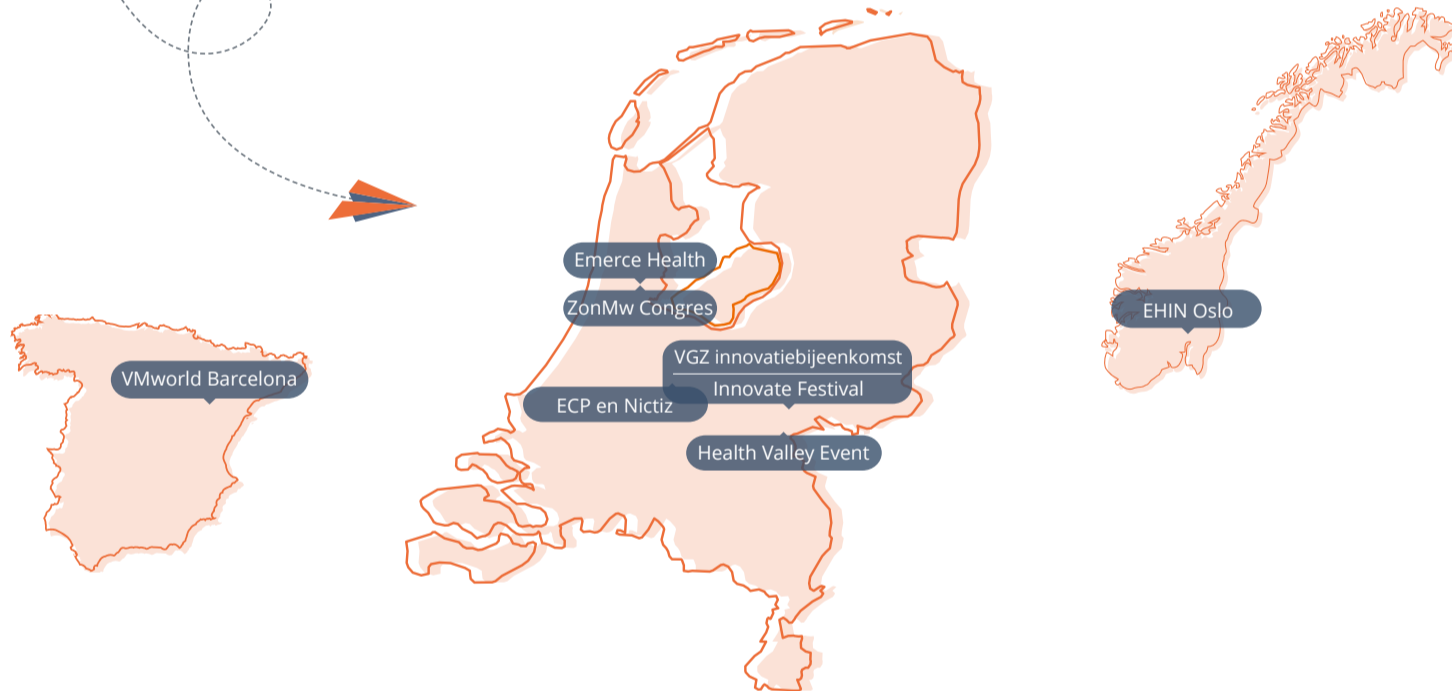 Emerce Health
ZonMw Congres
EHIN Oslo
VGZ innovatiebijeenkomst
VMworld Barcelona
Innovate Festival
ECP en Nictiz
Health Valley Event